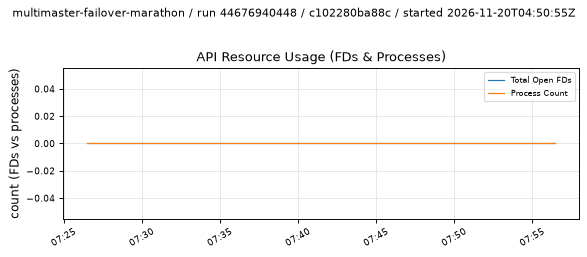 multimaster-failover-marathon / run 44676940448 / c102280ba88c / started 2026-11-20T04:50:55Z
API Resource Usage (FDs & Processes)
Total Open FDs
Process Count
count (FDs vs processes)
0.04
0.02
0.00
−0.02
−0.04
07:25
07:30
07:35
07:40
07:45
07:50
07:55